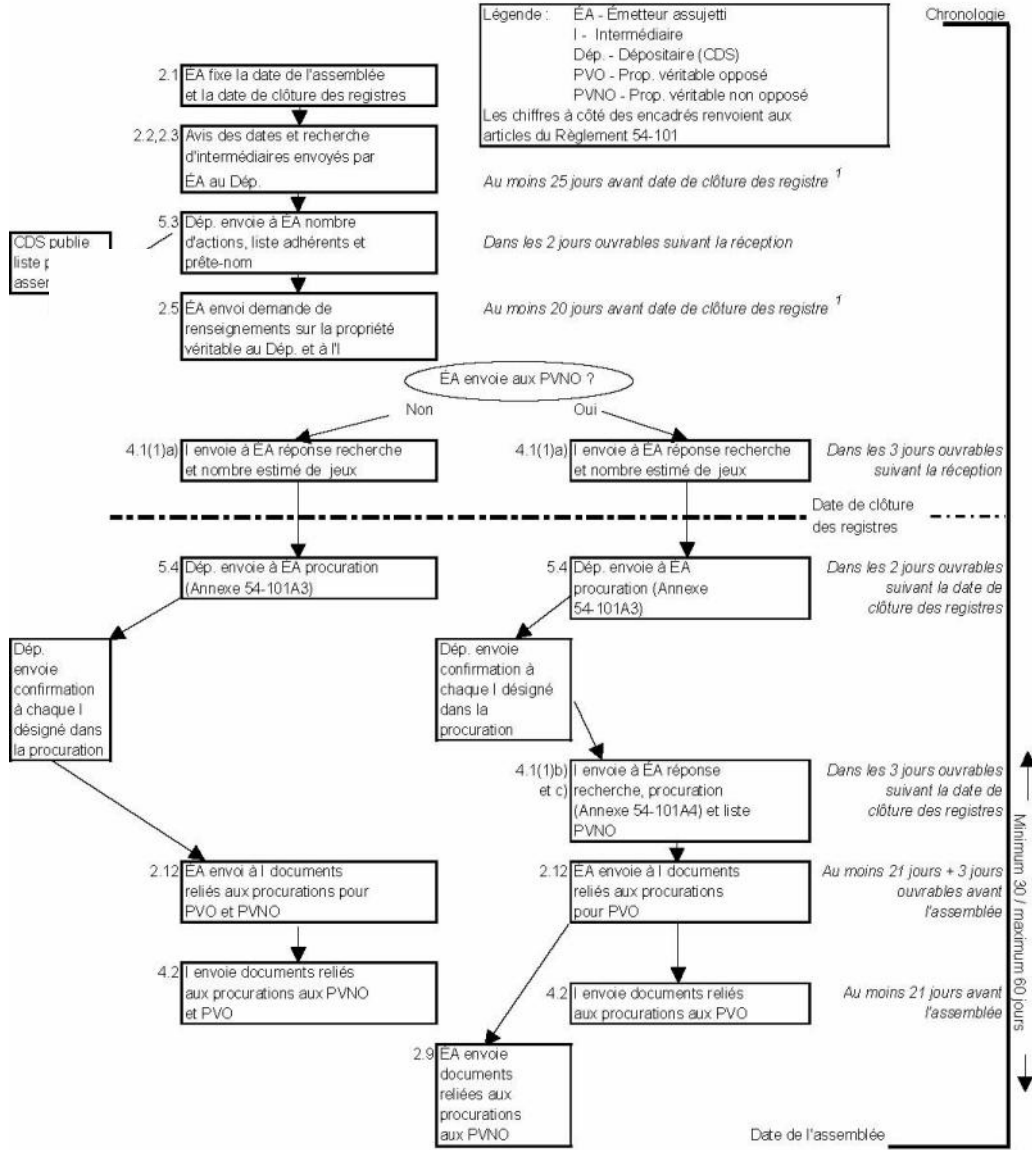 Légende : ÉA - Émetteur assujetti
I - Intermédiaire
Dép. - Dépositaire (CDS)
PVO - Prop. véritable opposé
PVNO - Prop. véritable non opposé
Les chiffres à côté des encadrés renvoient aux
articles du Règlement 54-101
Chronologie
2.1 ÉA fixe la date de l'assemblée
et la date de clôture des registres
2.2,2.3 Avis des dates et recherche
d'intermédiaires envoyés par
ÉA au Dép.
Au moins 25 jours avant date de clôture des registre 1
5.3 Dép. envoie à ÉA nombre
d'actions, liste adhérents et
prête-nom
Dans les 2 jours ouvrables suivant la réception
CDS publie
liste
2.5 ÉA envoi demande de
renseignements sur la propriété
véritable au Dép. et à l'I
Au moins 20 jours avant date de clôture des registre 1
ÉA envoie aux PVNO ?
Non Oui
4.1(1)a) I envoie à ÉA réponse recherche
et nombre estimé de jeux
4.1(1)a) I envoie à ÉA réponse recherche
et nombre estimé de jeux
Dans les 3 jours ouvrables
suivant la réception
Date de clôture
des registres
5.4 Dép. envoie à ÉA procuration
(Annexe 54-101A3)
5.4 Dép. envoie à ÉA
procuration (Annexe
54-101A3)
Dans les 2 jours ouvrables
suivant la date de
clôture des registres
Dép.
envoie
confirmation
à chaque I
désigné dans
la procuration
Dép. envoie
confirmation à
chaque I désigné
dans la
procuration
4.1(1)b)
et c)
I envoie à ÉA réponse
recherche, procuration
(Annexe 54-101A4) et liste
PVNO
Dans les 3 jours ouvrables
suivant la date de
clôture des registres
2.12 ÉA envoi à I documents
reliés aux procurations pour
PVO et PVNO
2.12 ÉA envoie à I documents
reliés aux procurations
pour PVO
Au moins 21 jours + 3 jours
ouvrables avant
l'assemblée
4.2 I envoie documents reliés
aux procurations aux PVNO
et PVO
4.2 I envoie documents reliés
aux procurations aux PVO
Au moins 21 jours avant
l'assemblée
Minimum 30 / maximum 60 jours
2.9 ÉA envoie
documents
reliées aux
procurations
aux PVNO
Date de l'assemblée